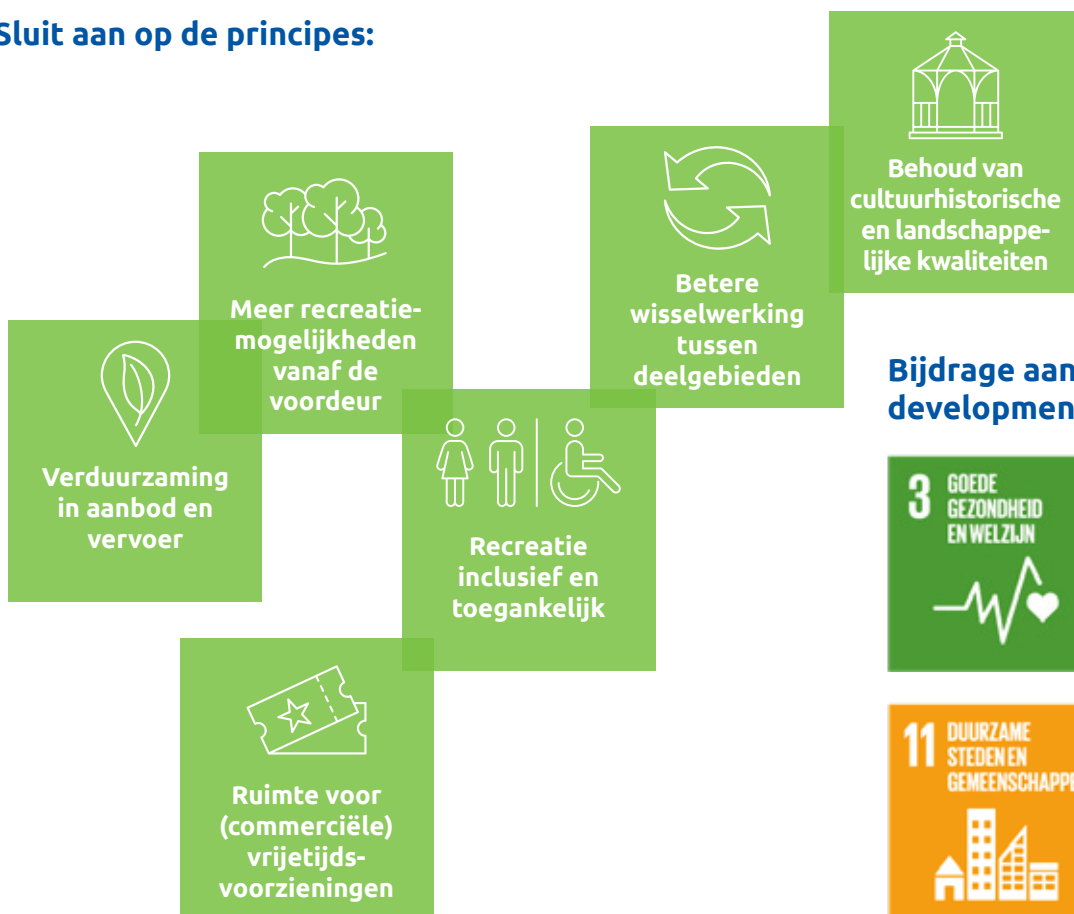 Sluit aan op de principes:
Behoud van
cultuurhistorische
en landschappe-
lijke kwaliteiten
Meer recreatie-
mogelijkheden
vanaf de
voordeur
Betere
wisselwerking
tussen
deelgebieden
Verduurzaming
in aanbod en
vervoer
Recreatie
inclusief en
toegankelijk
Ruimte voor
(commerciële)
vrijetijds-
voorzieningen
Bijdrage aan
developmen
3 GOEDE
GEZONDHEID
EN WELZIJN
11 DUURZAME
STEDEN EN
GEMEENSCHAPPE